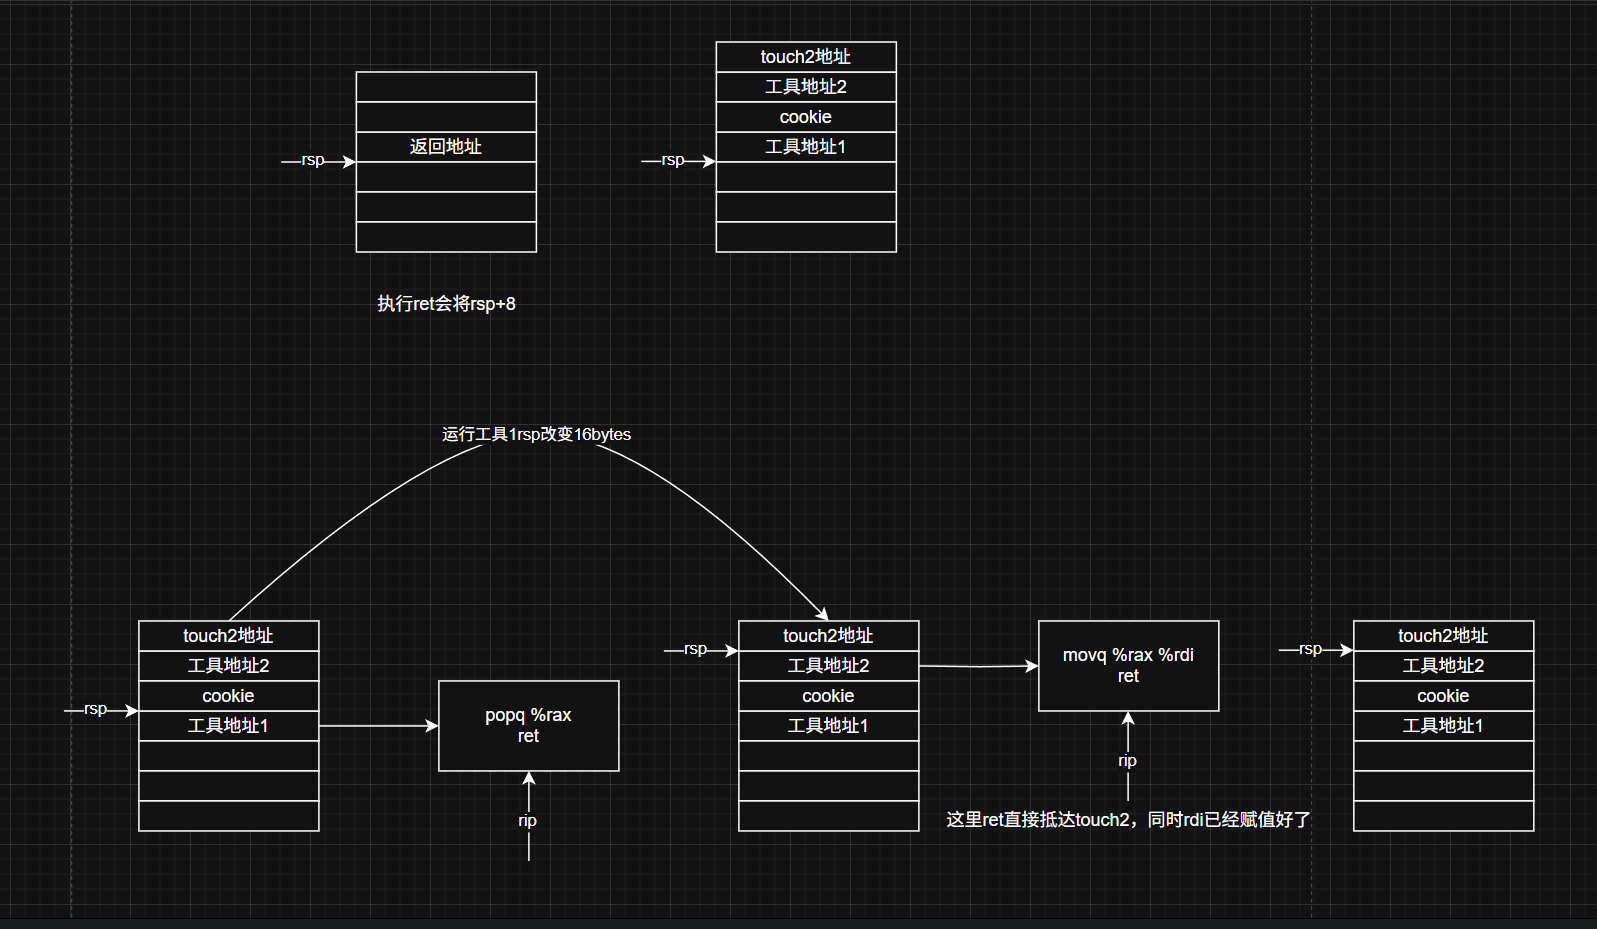 touch2地址
工具地址2
cookie
返回地址
工具地址1
rsp
rsp
执行ret会将rsp+8
运行工具1rsp改变16bytes
touch2地址
工具地址2
cookie
工具地址1
rsp
popq %rax
ret
rip
touch2地址
工具地址2
cookie
工具地址1
rsp
movq %rax %rdi
ret
rip
这里ret直接抵达touch2，同时rdi已经赋值好了
rsp
touch2地址
工具地址2
cookie
工具地址1